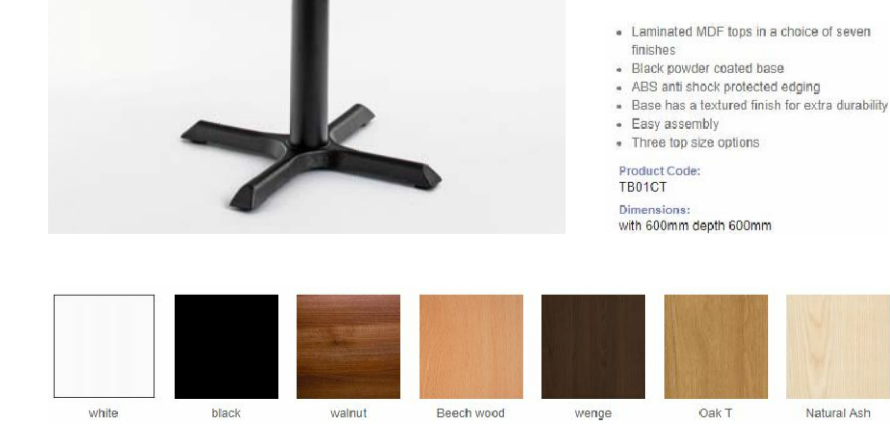 Laminated MDF tops in a choice of seven
finishes
Black powder coated base
ABS anti shock protected edging
Base has a textured finish for extra durability
Easy assembly
Three top size options
Product Code:
TB01CT
Dimensions:
with 600mm depth 600mm
white
black
walnut
Beech wood
wenge
Oak T
Natural Ash